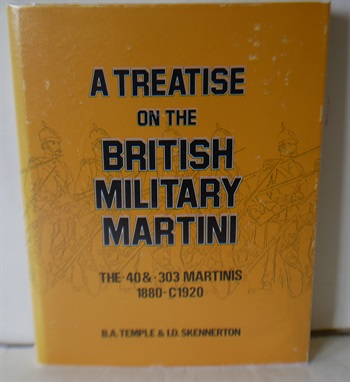 A TREATISE
ON THE
BRITISH
MILITARY
MARTINI
THE·40 & ·303 MARTINIS
1880-C1920
B.A. TEMPLE & I.D. SKENNERTON